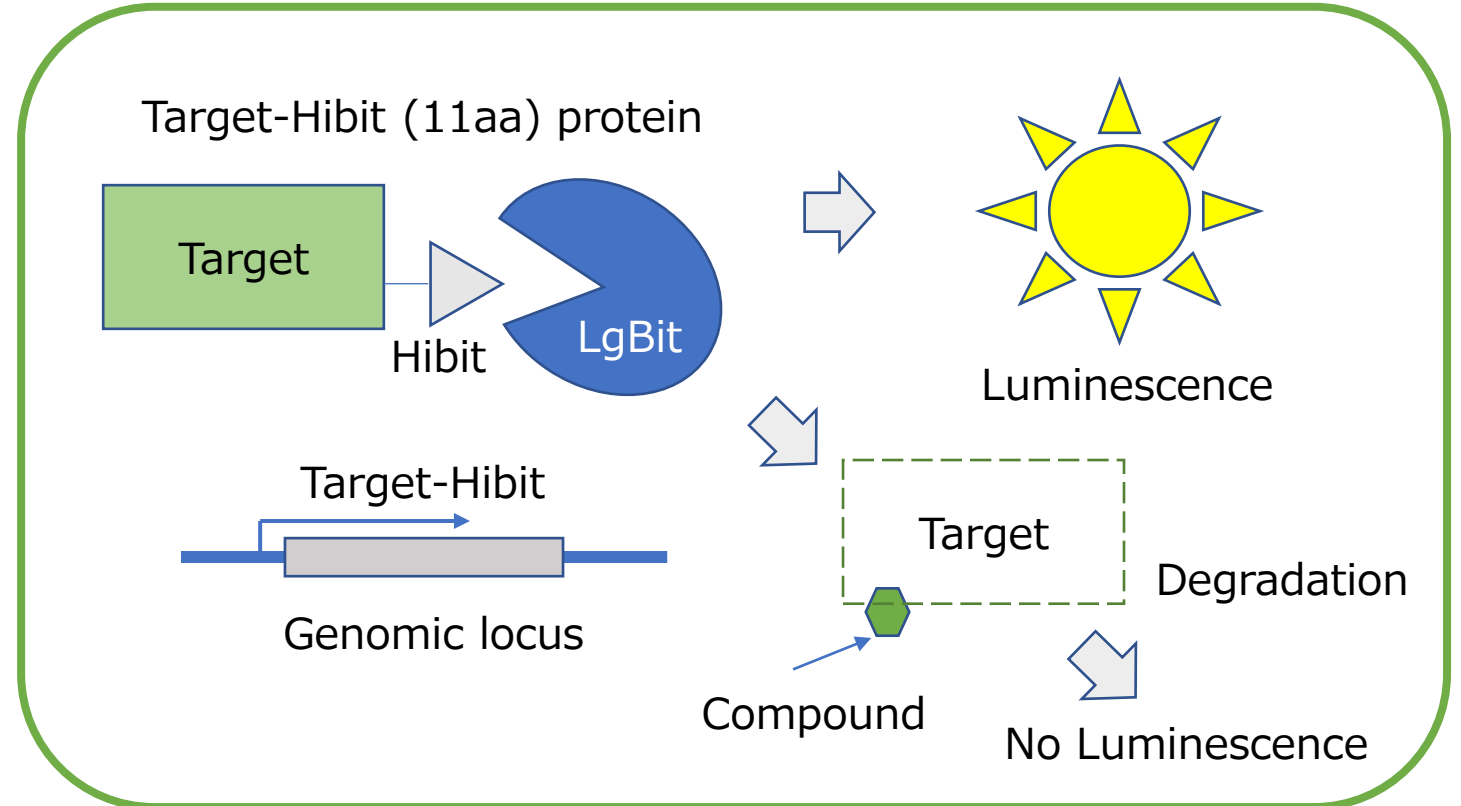 Target-Hibit (11aa) protein
Target
Hibit
LgBit
Luminescence
Target-Hibit
Genomic locus
Target
Degradation
Compound
No Luminescence